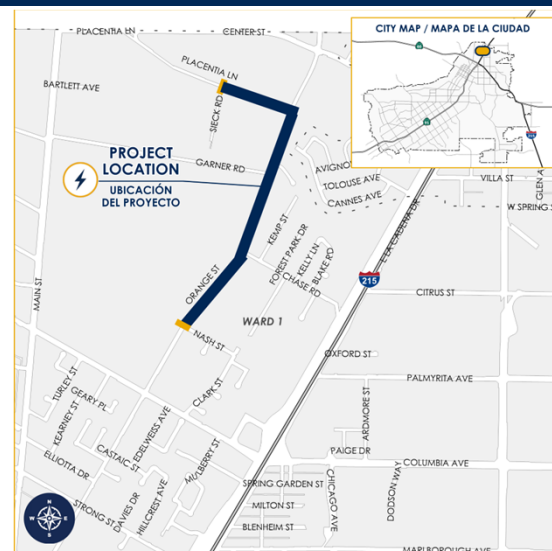 CITY MAP / MAPA DE LA CIUDAD
215
PLACENTIA LN
CENTER ST
PLACENTIA LN
BARTLETT AVE
SIECK RD
PROJECT
LOCATION
UBICACIÓN
DEL PROYECTO
GARNER RD
TOLOUSE AVE
CANNES AVE
VILLA ST
W SPRING S
E LA CADENA DR
KEMP ST
FOREST PARK DR
KELLY LN
BLAKE RD
CHASE RD
ORANGE ST
MAIN ST
215
CITRUS ST
WARD 1
NASH ST
OXFORD ST
CLARK ST
PALMYRITA AVE
TURLEY ST
GEARY PL
KEARNEY ST
EDELWEISS AVE
ARDMORE ST
CASTAIC ST
MULBERRY ST
PAIGE DR
ELLIOTTA DR
COLUMBIA AVE
DAVIES DR
HILLCREST AVE
SPRING GARDEN ST
CHICAGO AVE
DODSON WAY
STRONG ST
MILTON ST
BLENHEIM ST
MARLBOROUGH AVE
N
W
E
S